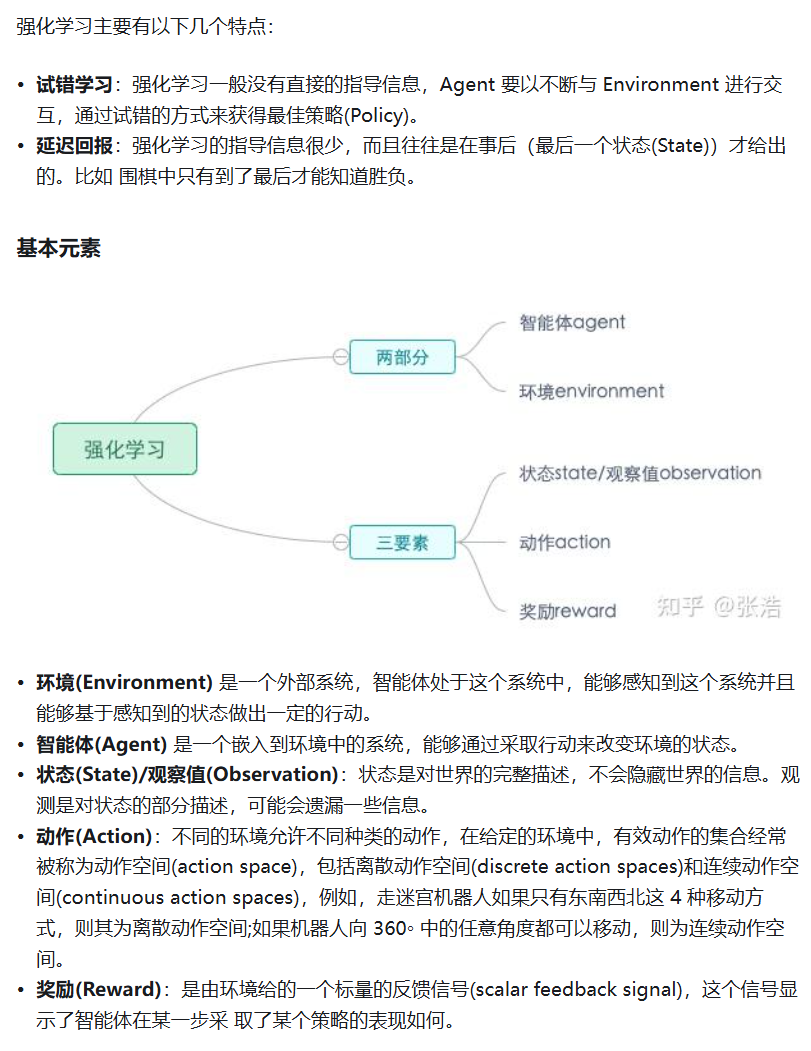 强化学习主要有以下几个特点：
• 试错学习：强化学习一般没有直接的指导信息，Agent 要以不断与 Environment 进行交
互，通过试错的方式来获得最佳策略(Policy)。
• 延迟回报：强化学习的指导信息很少，而且往往是在事后（最后一个状态(State)）才给出
的。比如 围棋中只有到了最后才能知道胜负。
基本元素
强化学习
两部分
智能体agent
环境environment
三要素
状态state/观察值observation
动作action
奖励reward
知乎 @张浩
• 环境(Environment) 是一个外部系统，智能体处于这个系统中，能够感知到这个系统并且
能够基于感知到的状态做出一定的行动。
• 智能体(Agent) 是一个嵌入到环境中的系统，能够通过采取行动来改变环境的状态。
• 状态(State)/观察值(Observation)：状态是对世界的完整描述，不会隐藏世界的信息。观
测是对状态的部分描述，可能会遗漏一些信息。
• 动作(Action)：不同的环境允许不同种类的动作，在给定的环境中，有效动作的集合经常
被称为动作空间(action space)，包括离散动作空间(discrete action spaces)和连续动作空
间(continuous action spaces)，例如，走迷宫机器人如果只有东南西北这 4 种移动方
式，则其为离散动作空间;如果机器人向 360◦ 中的任意角度都可以移动，则为连续动作空
间。
• 奖励(Reward)：是由环境给的一个标量的反馈信号(scalar feedback signal)，这个信号显
示了智能体在某一步采 取了某个策略的表现如何。